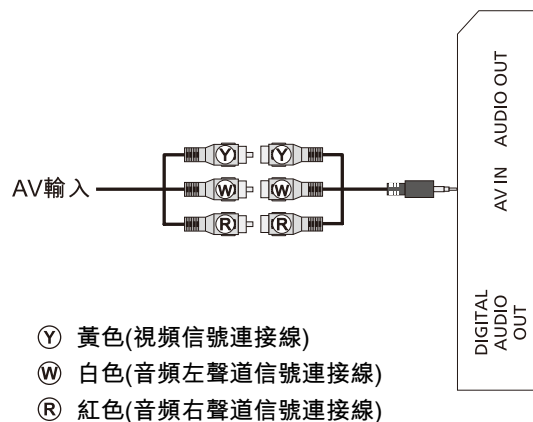 AUDIO OUT
Y Y
AV輸入
W W
AV IN
R R
DIGITAL
AUDIO
OUT
Y 黃色(視頻信號連接線)
W 白色(音頻左聲道信號連接線)
R 紅色(音頻右聲道信號連接線)